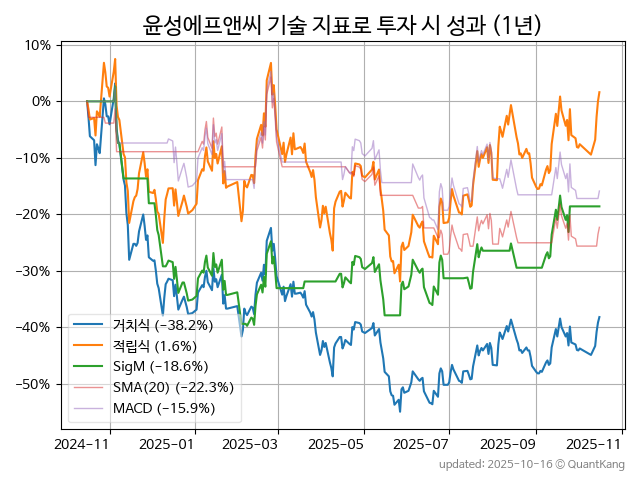 윤성에프앤씨 기술 지표로 투자 시 성과 (1년)
10%
0%
−10%
−20%
−30%
−40%
−50%
거치식 (−38.2%)
적립식 (1.6%)
SigM (−18.6%)
SMA(20) (−22.3%)
MACD (−15.9%)
2024-11 2025-01 2025-03 2025-05 2025-07 2025-09 2025-11
updated: 2025-10-16 © QuantKang